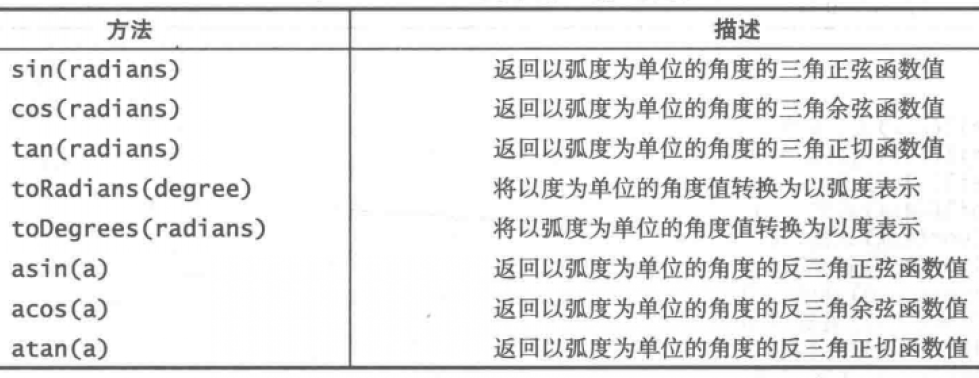 方法 描述
sin(radians) 返回以弧度为单位的角度的三角正弦函数值
cos(radians) 返回以弧度为单位的角度的三角余弦函数值
tan(radians) 返回以弧度为单位的角度的三角正切函数值
toRadians(degree) 将以度为单位的角度值转换为以弧度表示
toDegrees(radians) 将以弧度为单位的角度值转换为以度表示
asin(a) 返回以弧度为单位的角度的反三角正弦函数值
acos(a) 返回以弧度为单位的角度的反三角余弦函数值
atan(a) 返回以弧度为单位的角度的反三角正切函数值